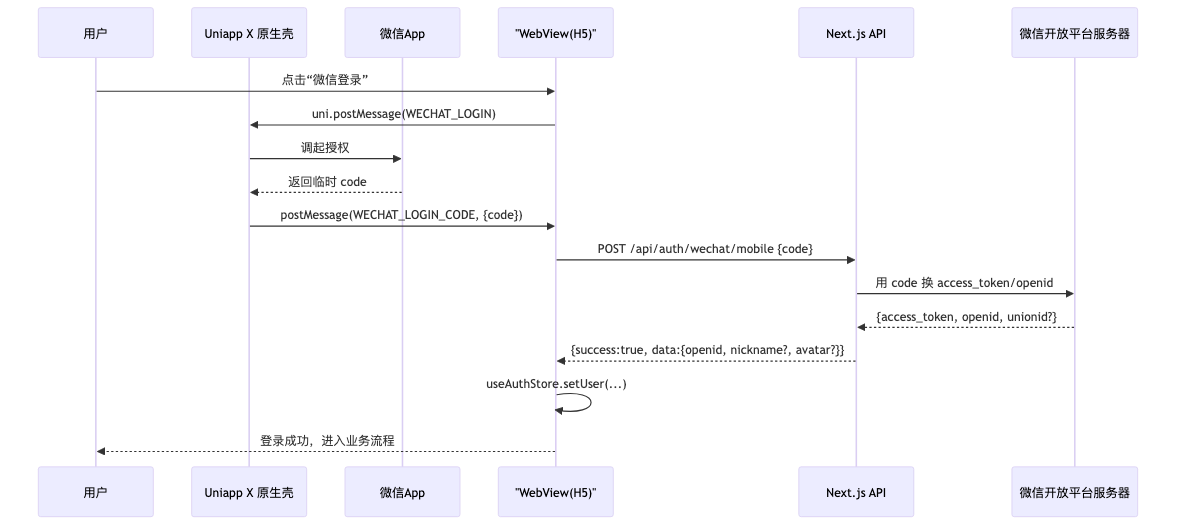 用户
Uniapp X 原生壳
微信App
"WebView(H5)"
Next.js API
微信开放平台服务器
点击“微信登录”
uni.postMessage(WECHAT_LOGIN)
调起授权
返回临时 code
postMessage(WECHAT_LOGIN_CODE, {code})
POST /api/auth/wechat/mobile {code}
用 code 换 access_token/openid
{access_token, openid, unionid?}
{success:true, data:{openid, nickname?, avatar?}}
useAuthStore.setUser(...)
登录成功，进入业务流程
用户
Uniapp X 原生壳
微信App
"WebView(H5)"
Next.js API
微信开放平台服务器